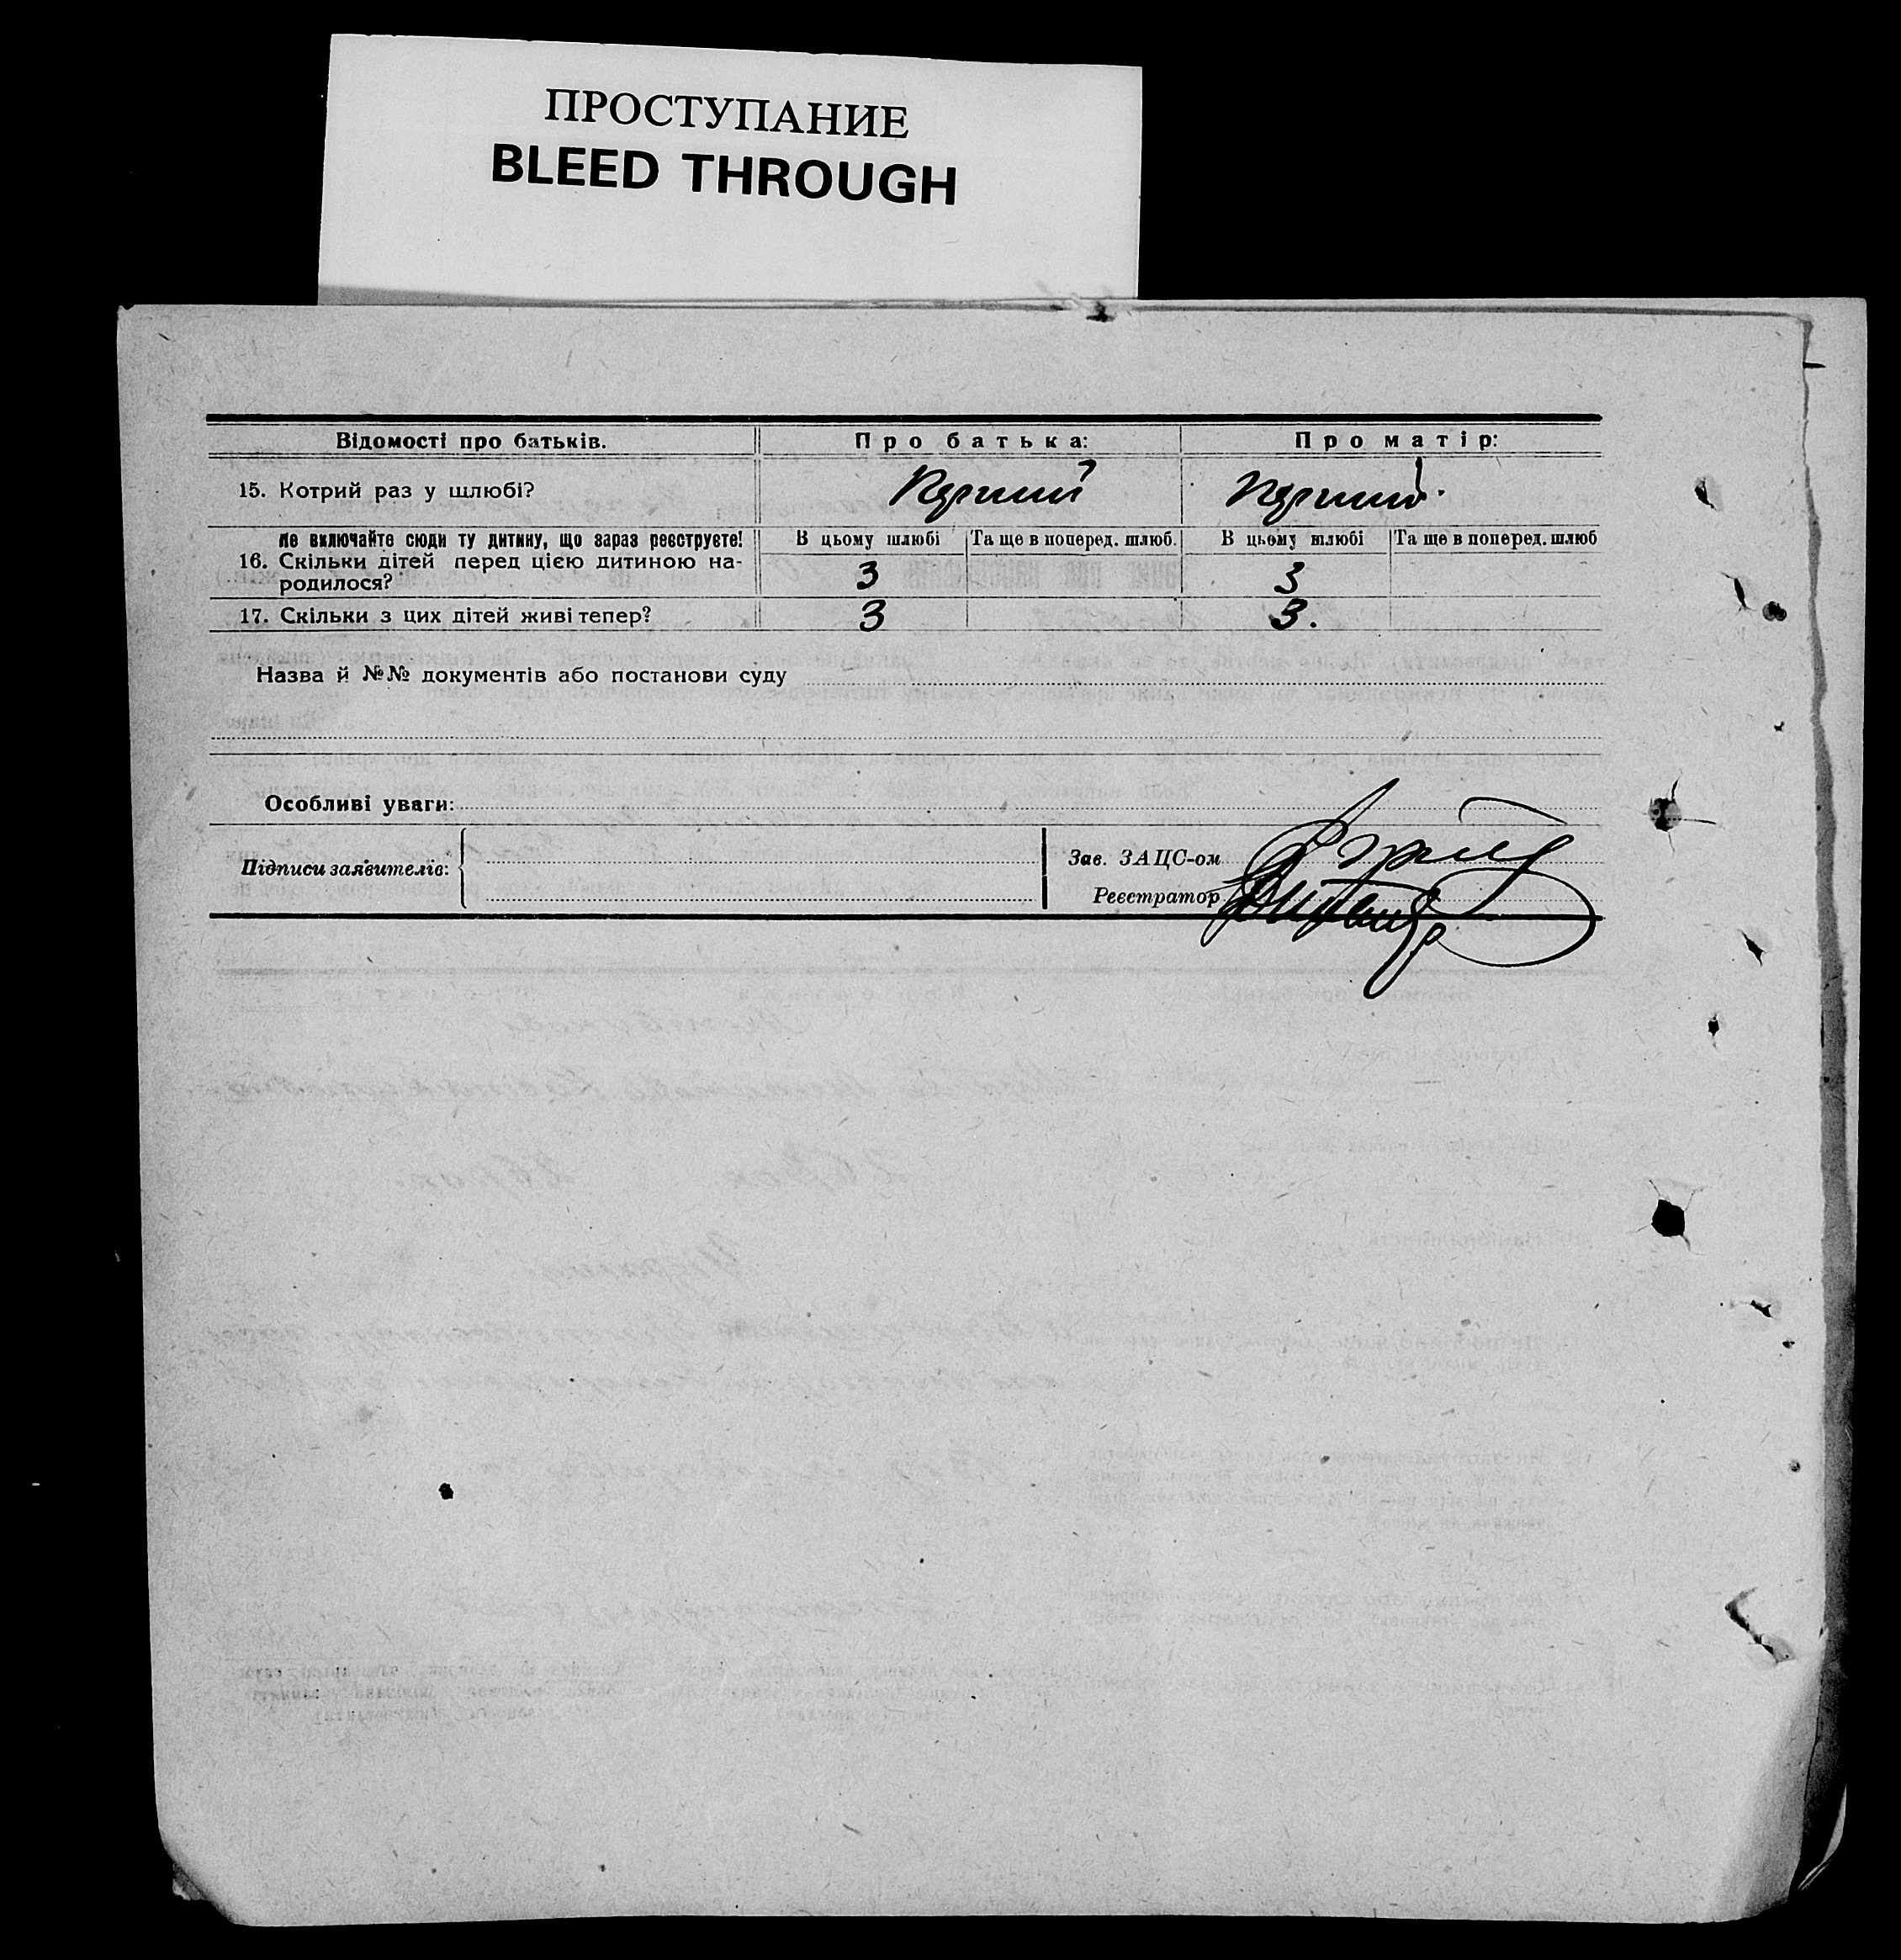 ПРОСТУПАНИЕ
BLEED THROUGH
Відомості про батьків. Про батька: Про матір:
15. Котрий раз у шлюбі? Перший Перший.
Не включайте сюди ту дитину, що зараз реєструєте! В цьому шлюбі Та ще в поперед. шлюб. В цьому шлюбі Та ще в поперед. шлюб
16. Скільки дітей перед цією дитиною на-
родилося? 3 3
17. Скільки з цих дітей живі тепер? 3 3.
Назва й №№ документів або постанови суду
Особливі уваги:
Підписи заявителів: Зав. ЗАЦС-ом
Реєстратор